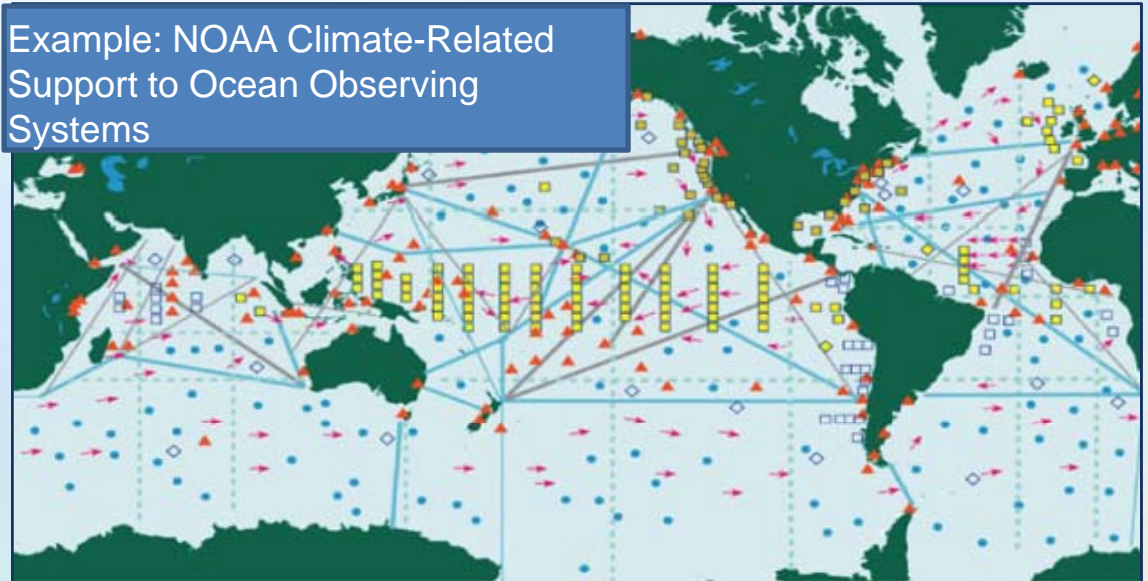 Example: NOAA Climate-Related
Support to Ocean Observing
Systems